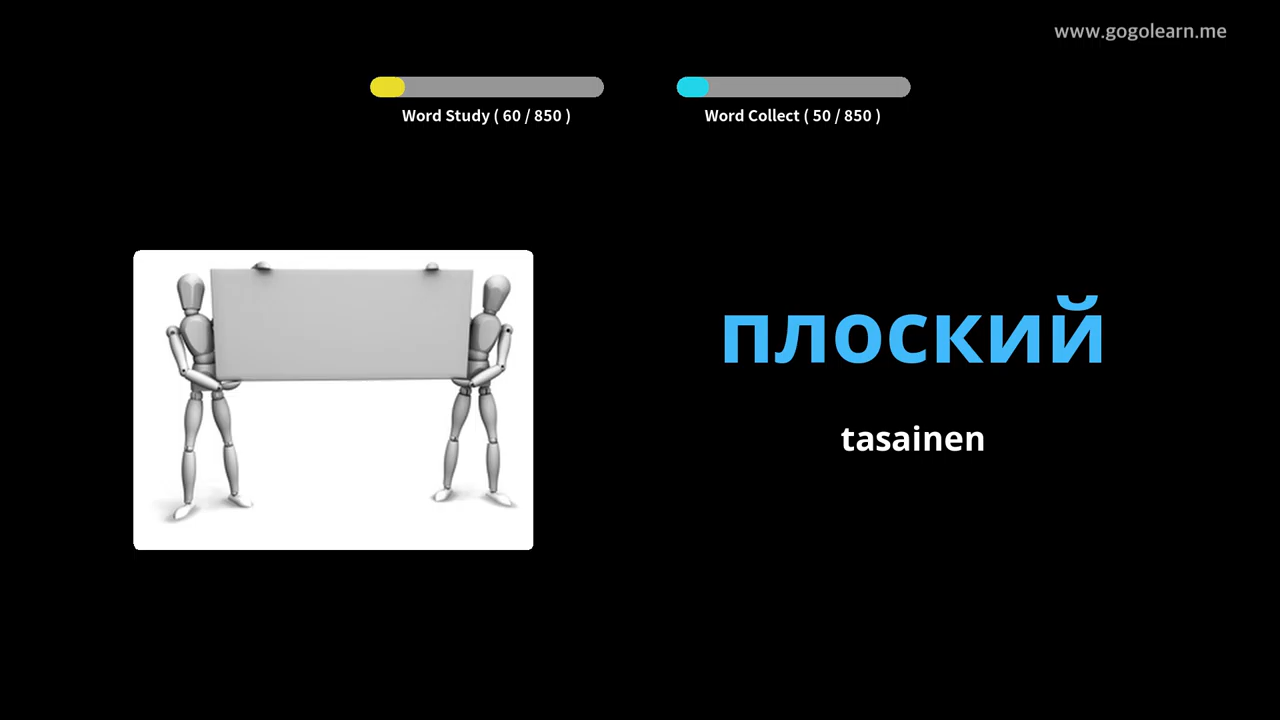 www.gogolearn.me
Word Study ( 60 / 850 )
Word Collect ( 50 / 850 )
плоский
tasainen